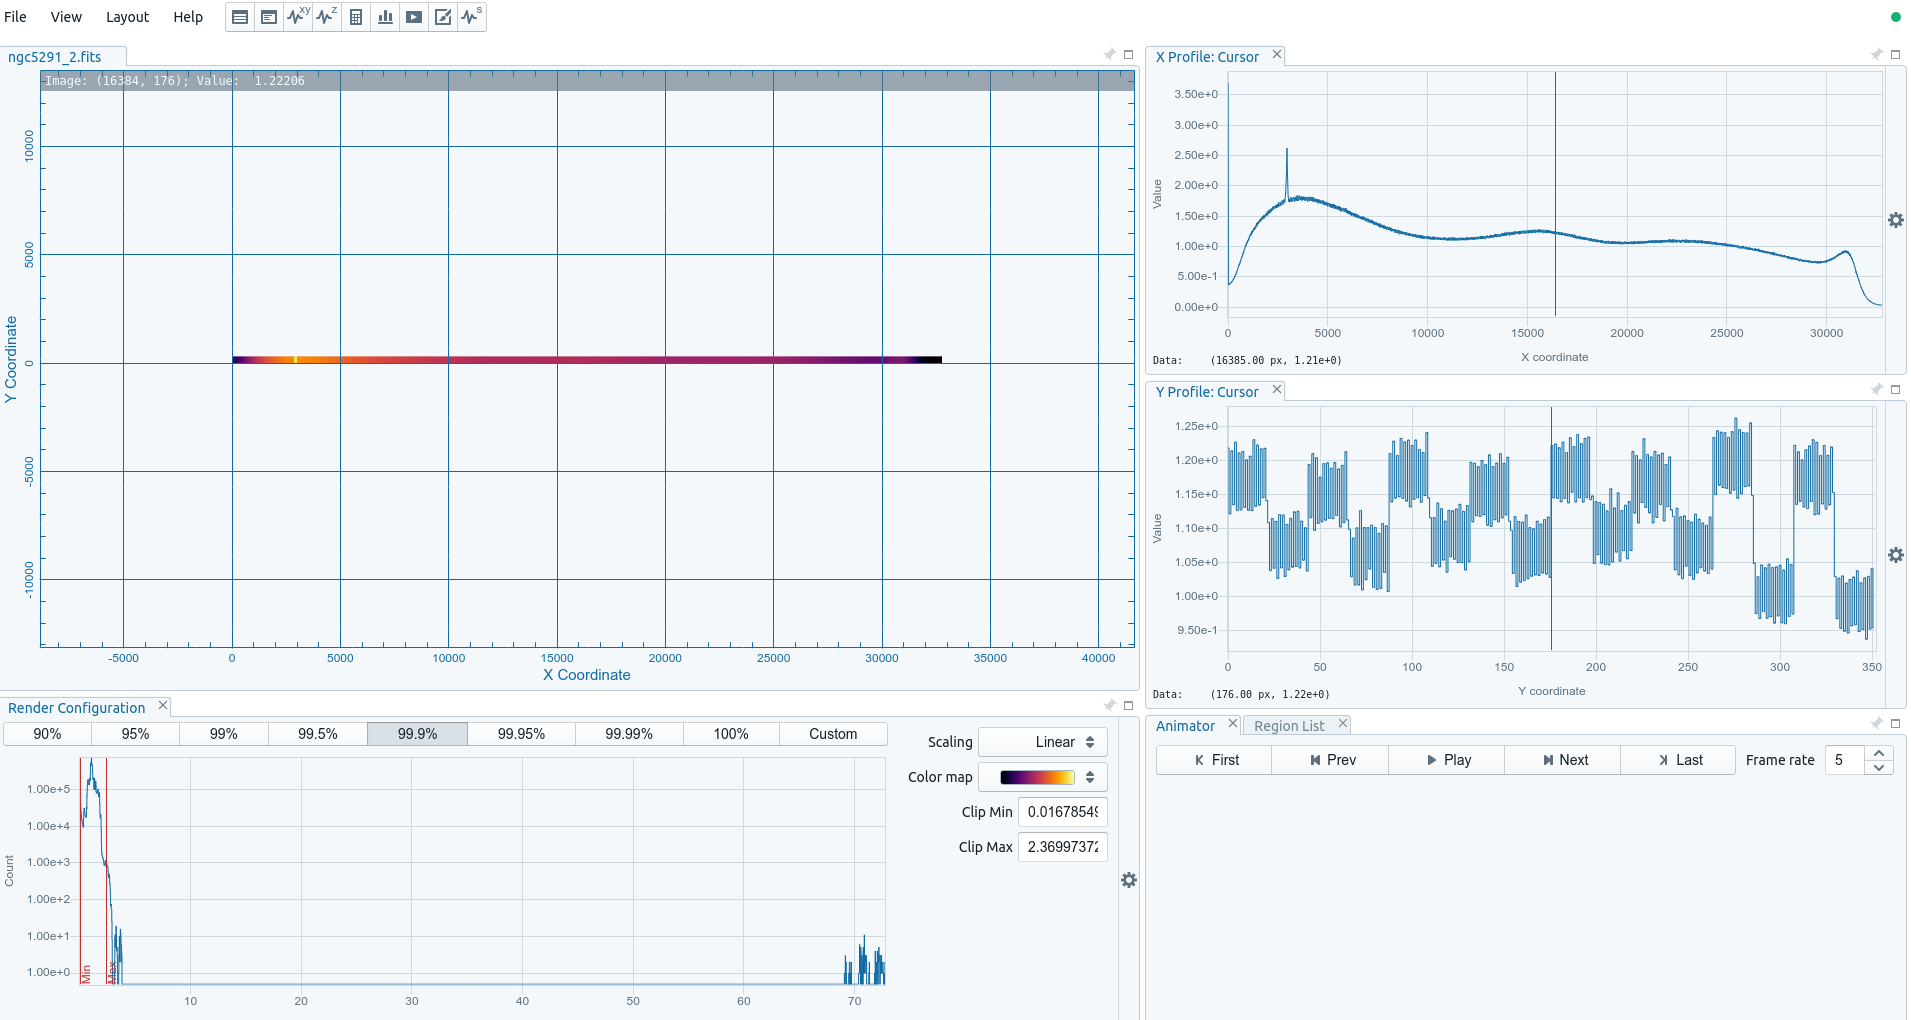 File View Layout Help
xy z s
ngc5291_2.fits
Image: (16384, 176); Value: 1.22206
Y Coordinate
10000
5000
0
-5000
-10000
-5000 0 5000 10000 15000 20000 25000 30000 35000 40000
X Coordinate
X Profile: Cursor
Value
3.50e+0
3.00e+0
2.50e+0
2.00e+0
1.50e+0
1.00e+0
5.00e-1
0.00e+0
0 5000 10000 15000 20000 25000 30000
X coordinate
Data: (16385.00 px, 1.21e+0)
Y Profile: Cursor
Value
1.25e+0
1.20e+0
1.15e+0
1.10e+0
1.05e+0
1.00e+0
9.50e-1
0 50 100 150 200 250 300 350
Y coordinate
Data: (176.00 px, 1.22e+0)
Render Configuration
90% 95% 99% 99.5% 99.9% 99.95% 99.99% 100% Custom
Count
1.00e+5
1.00e+4
1.00e+3
1.00e+2
1.00e+1
1.00e+0
Min Max
10 20 30 40 50 60 70
Scaling Linear
Color map
Clip Min 0.01678549
Clip Max 2.36997372
Animator Region List
First Prev Play Next Last Frame rate 5